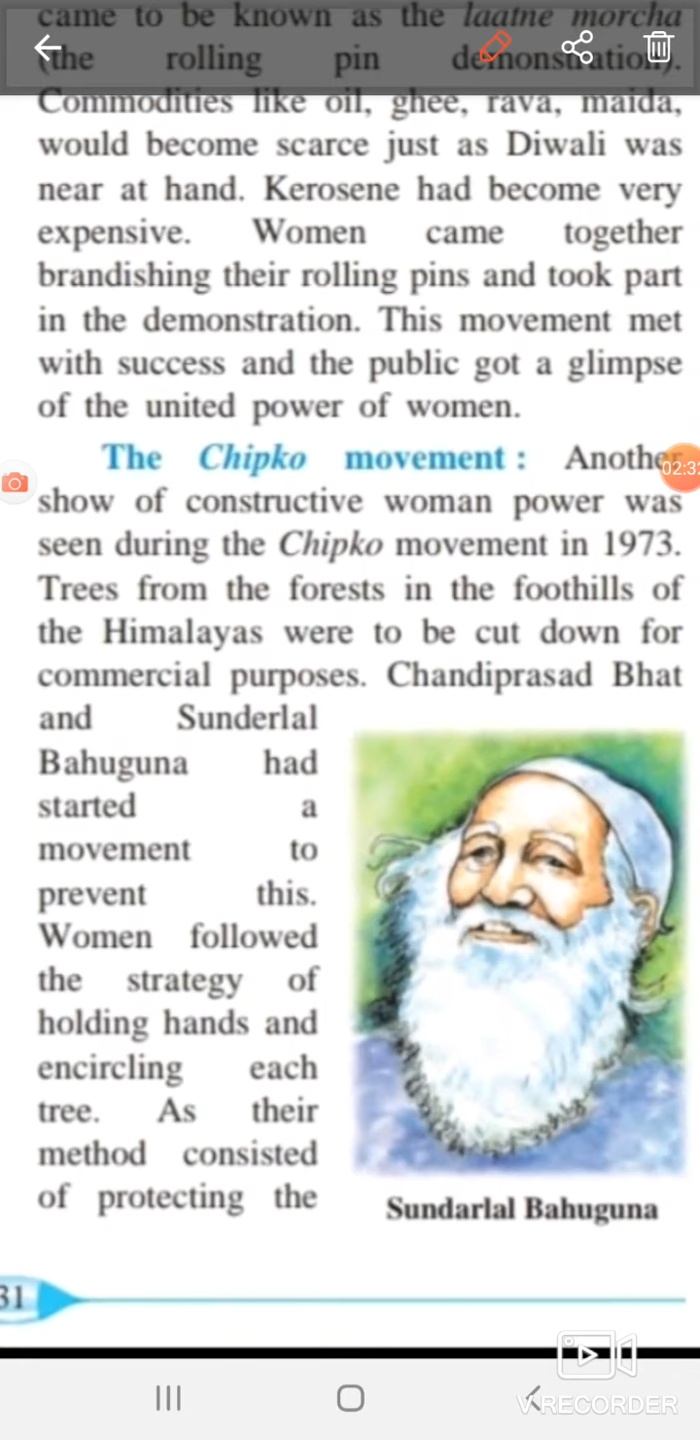 came to be known as the laatne morcha
(the rolling pin demonstration).
Commodities like oil, ghee, rava, maida,
would become scarce just as Diwali was
near at hand. Kerosene had become very
expensive. Women came together
brandishing their rolling pins and took part
in the demonstration. This movement met
with success and the public got a glimpse
of the united power of women.
The Chipko movement : Another
02:3
show of constructive woman power was
seen during the Chipko movement in 1973.
Trees from the forests in the foothills of
the Himalayas were to be cut down for
commercial purposes. Chandiprasad Bhat
and Sunderlal
Bahuguna had
started a
movement to
prevent this.
Women followed
the strategy of
holding hands and
encircling each
tree. As their
method consisted
of protecting the
Sundarlal Bahuguna
31
V RECORDER